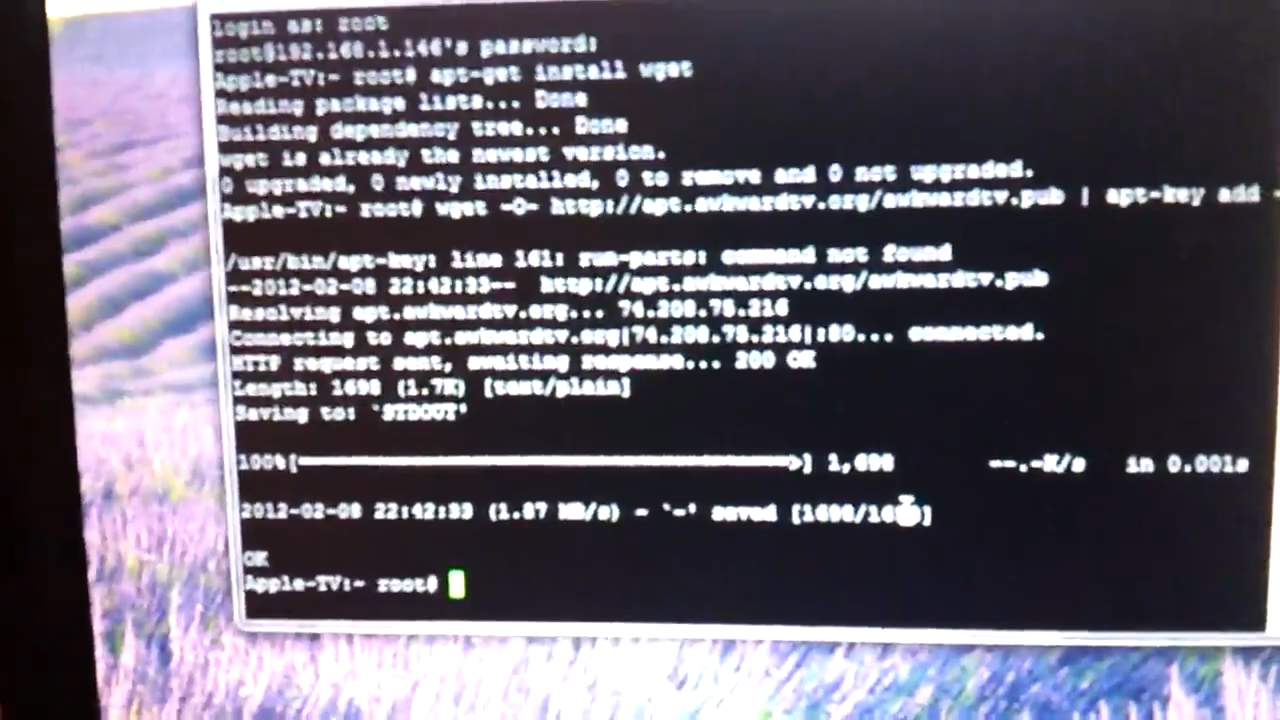 login as: root
root@192.168.1.146's password:
Apple-TV:~ root# apt-get install wget
Reading package lists... Done
Building dependency tree... Done
wget is already the newest version.
0 upgraded, 0 newly installed, 0 to remove and 0 not upgraded.
Apple-TV:~ root# wget -O- http://apt.awkwardtv.org/awkwardtv.pub | apt-key add -
/usr/bin/apt-key: line 161: run-parts: command not found
--2012-02-08 22:42:33-- http://apt.awkwardtv.org/awkwardtv.pub
Resolving apt.awkwardtv.org... 74.208.75.216
Connecting to apt.awkwardtv.org|74.208.75.216|:80... connected.
HTTP request sent, awaiting response... 200 OK
Length: 1698 (1.7K) [text/plain]
Saving to: `STDOUT'
100%[=====================================>] 1,698 --.-K/s in 0.001s
2012-02-08 22:42:33 (1.87 MB/s) - `-' saved [1698/1698]
OK
Apple-TV:~ root#